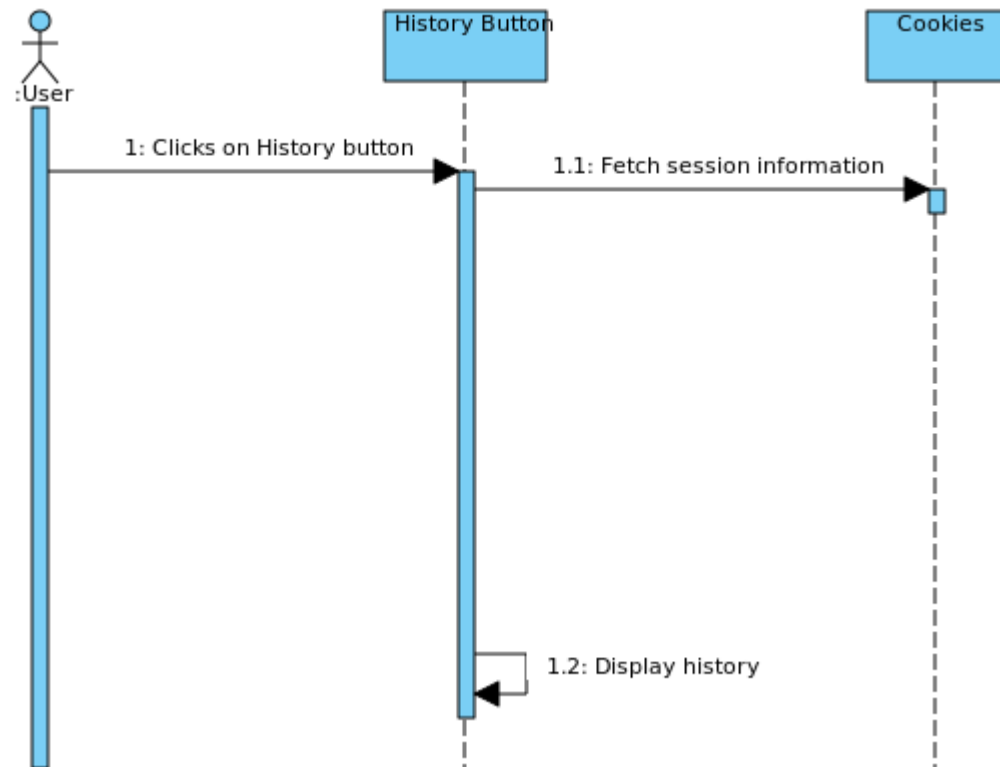 History Button
Cookies
:User
1: Clicks on History button
1.1: Fetch session information
1.2: Display history